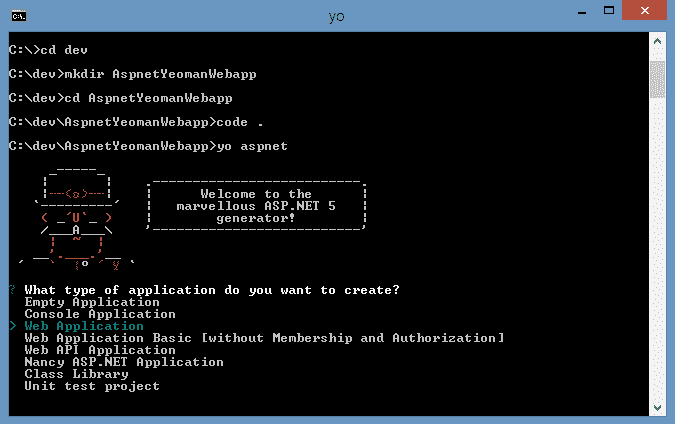 yo
C:\>cd dev
C:\dev>mkdir AspnetYeomanWebapp
C:\dev>cd AspnetYeomanWebapp
C:\dev\AspnetYeomanWebapp>code .
C:\dev\AspnetYeomanWebapp>yo aspnet
Welcome to the
marvellous ASP.NET 5
generator!
? What type of application do you want to create?
Empty Application
Console Application
> Web Application
Web Application Basic [without Membership and Authorization]
Web API Application
Nancy ASP.NET Application
Class Library
Unit test project